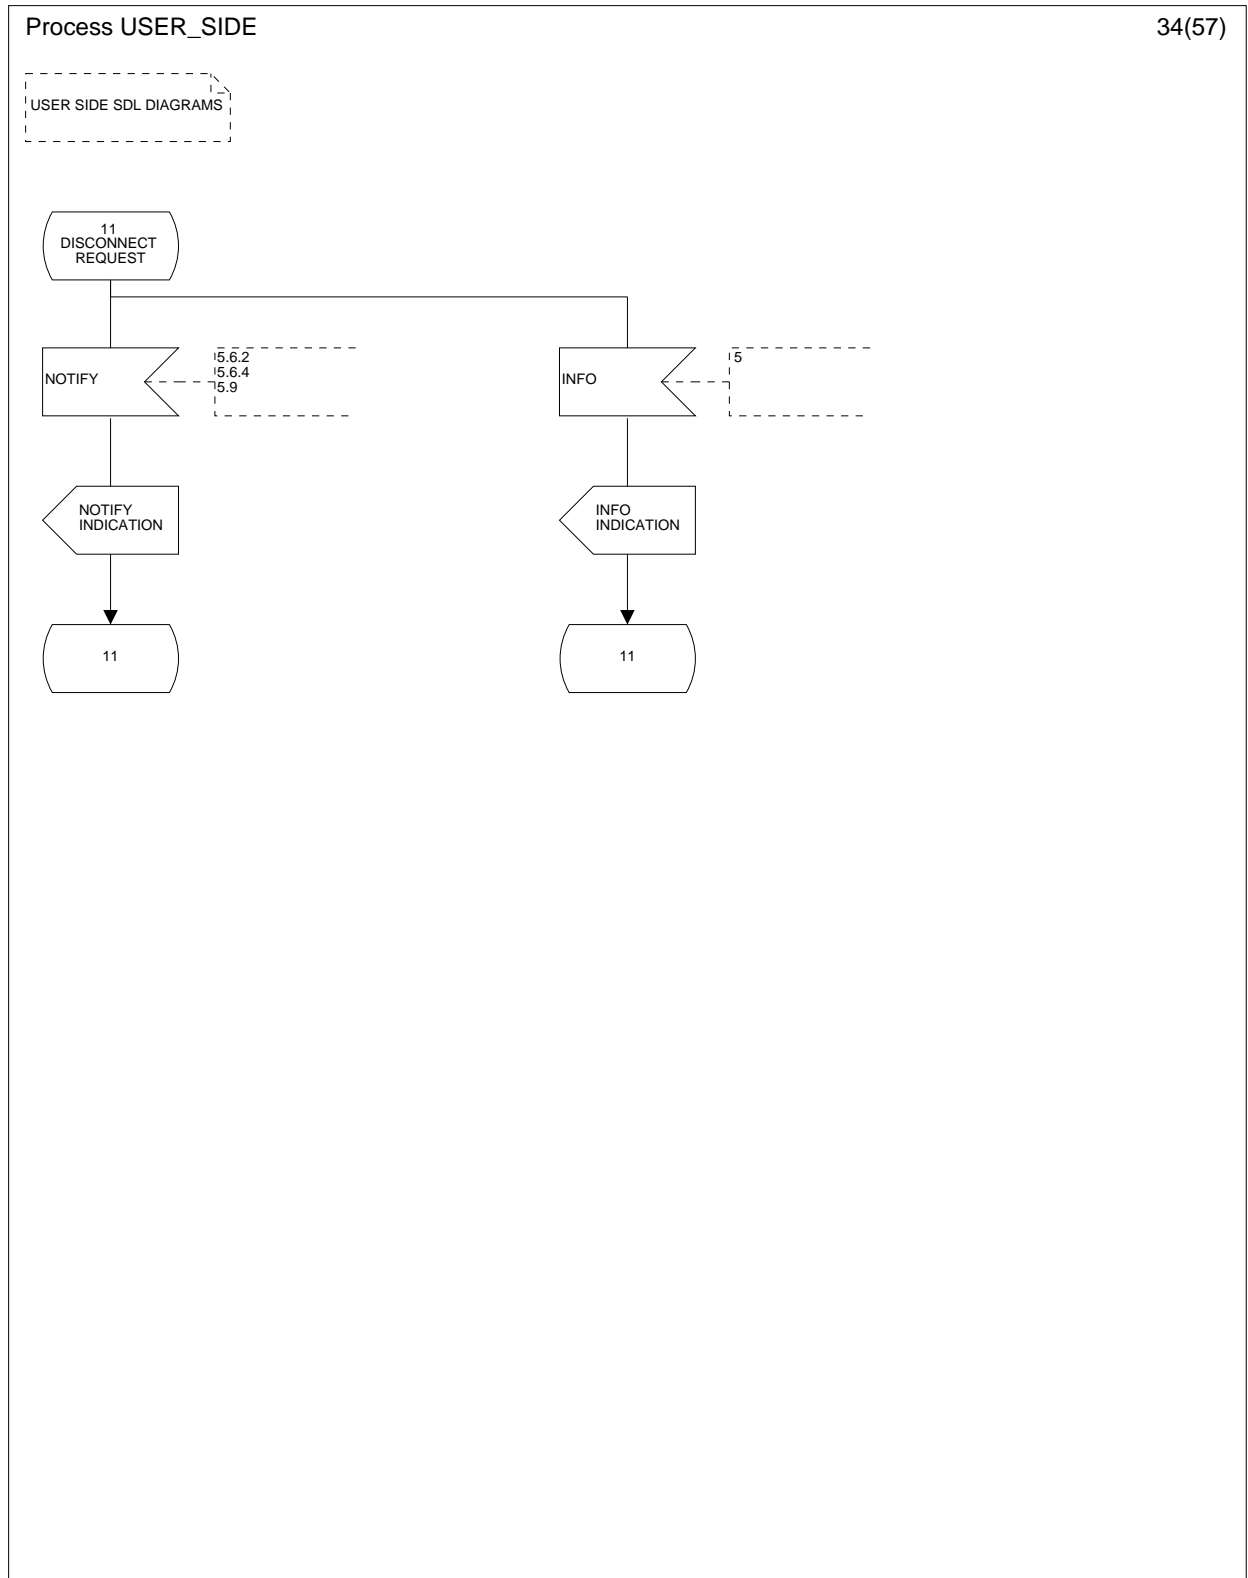 Process USER_SIDE
34(57)
USER SIDE SDL DIAGRAMS
11
DISCONNECT
REQUEST
NOTIFY
5.6.2
5.6.4
5.9
INFO
5
NOTIFY
INDICATION
INFO
INDICATION
11
11